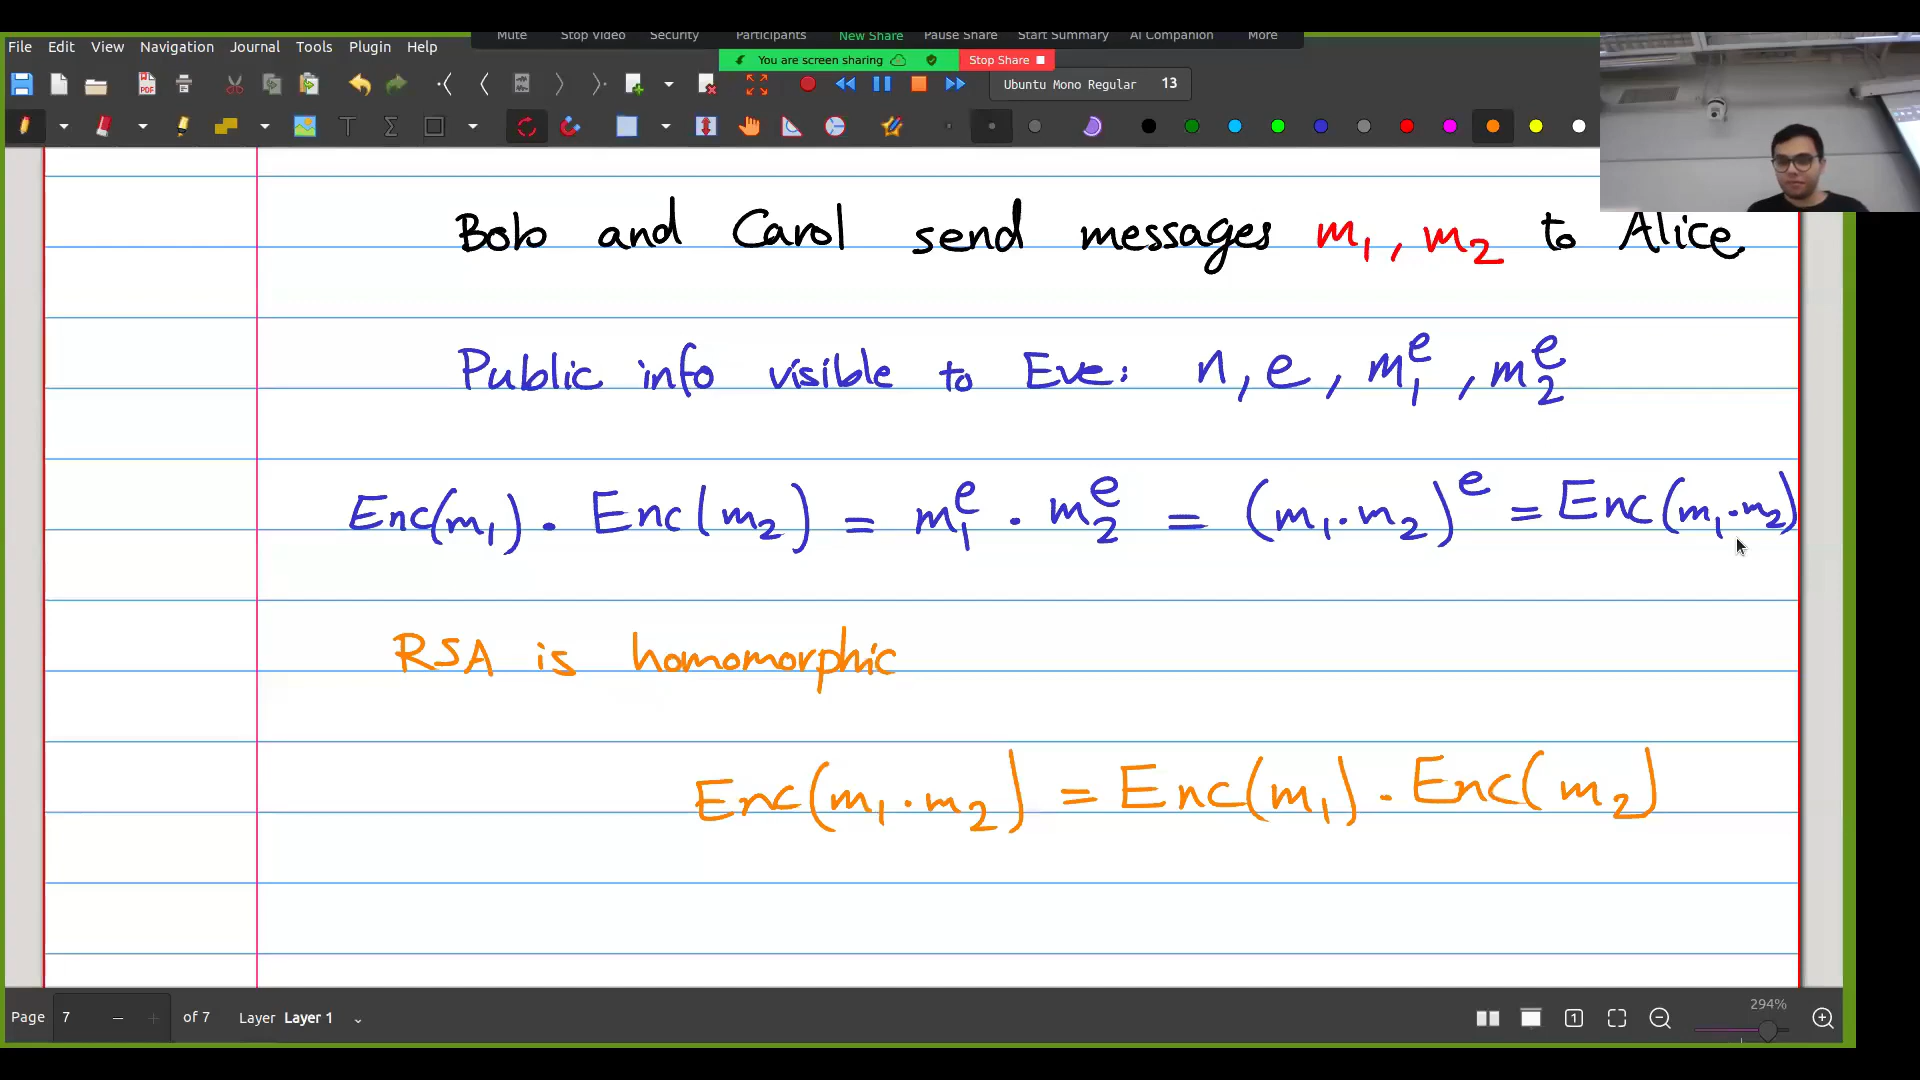 Mute Stop Video Security Participants New Share Pause Share Start Summary AI Companion More
File Edit View Navigation Journal Tools Plugin Help
You are screen sharing Stop Share
PDF Ubuntu Mono Regular 13
Bob and Carol send messages m₁, m₂ to Alice.
Public info visible to Eve: n, e, m₁ᵉ, m₂ᵉ
Enc(m₁) · Enc(m₂) = m₁ᵉ · m₂ᵉ = (m₁·m₂)ᵉ = Enc(m₁·m₂)
RSA is homomorphic
Enc(m₁·m₂) = Enc(m₁) · Enc(m₂)
294%
Page 7 − + of 7 Layer Layer 1